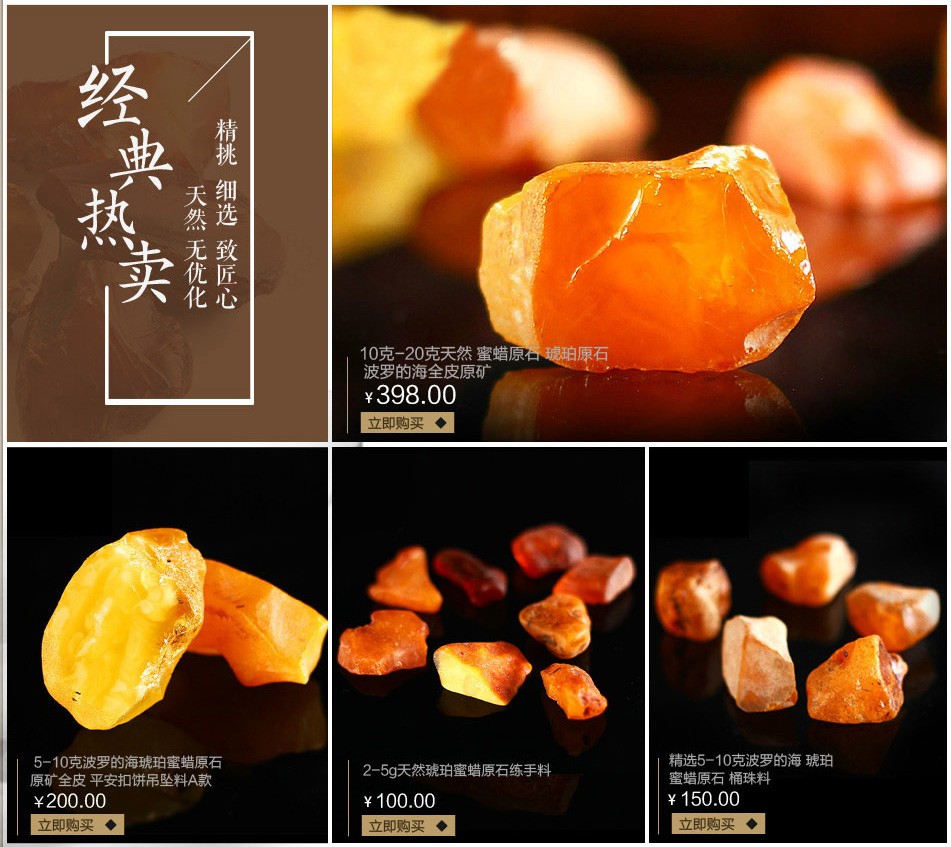 经典热卖
精挑 细选 致匠心
天然 无优化
10克-20克天然 蜜蜡原石 琥珀原石
波罗的海全皮原矿
¥398.00
立即购买 ◆
5-10克波罗的海琥珀蜜蜡原石
原矿全皮 平安扣饼吊坠料A款
¥200.00
立即购买 ◆
2-5g天然琥珀蜜蜡原石练手料
¥100.00
立即购买 ◆
精选5-10克波罗的海 琥珀
蜜蜡原石 桶珠料
¥150.00
立即购买 ◆